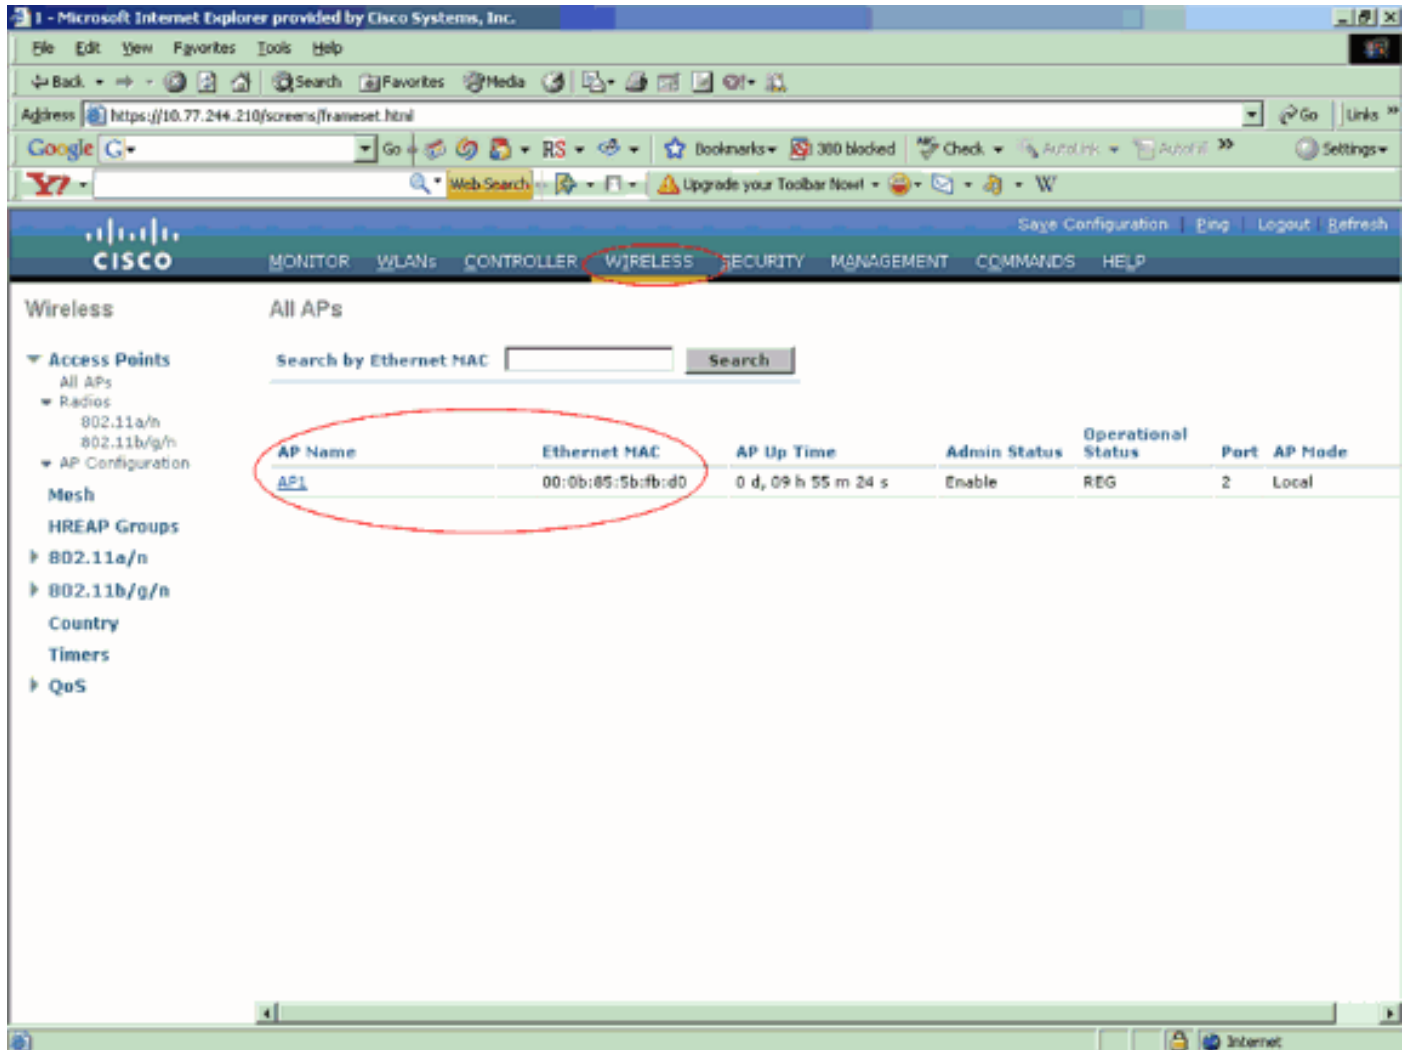 1 - Microsoft Internet Explorer provided by Cisco Systems, Inc.
File Edit View Favorites Tools Help
Back Search Favorites Media
Address https://10.77.244.210/screens/frameset.html Go Links »
Google G Go RS Bookmarks 300 blocked Check AutoLink AutoFill » Settings
Y! Web Search Upgrade your Toolbar Now! W
Save Configuration | Ping | Logout | Refresh
CISCO MONITOR WLANs CONTROLLER WIRELESS SECURITY MANAGEMENT COMMANDS HELP
Wireless
Access Points
All APs
Radios
802.11a/n
802.11b/g/n
AP Configuration
Mesh
HREAP Groups
802.11a/n
802.11b/g/n
Country
Timers
QoS
All APs
Search by Ethernet MAC Search
AP Name Ethernet MAC AP Up Time Admin Status Operational Status Port AP Mode
AP1 00:0b:85:5b:fb:d0 0 d, 09 h 55 m 24 s Enable REG 2 Local
Internet